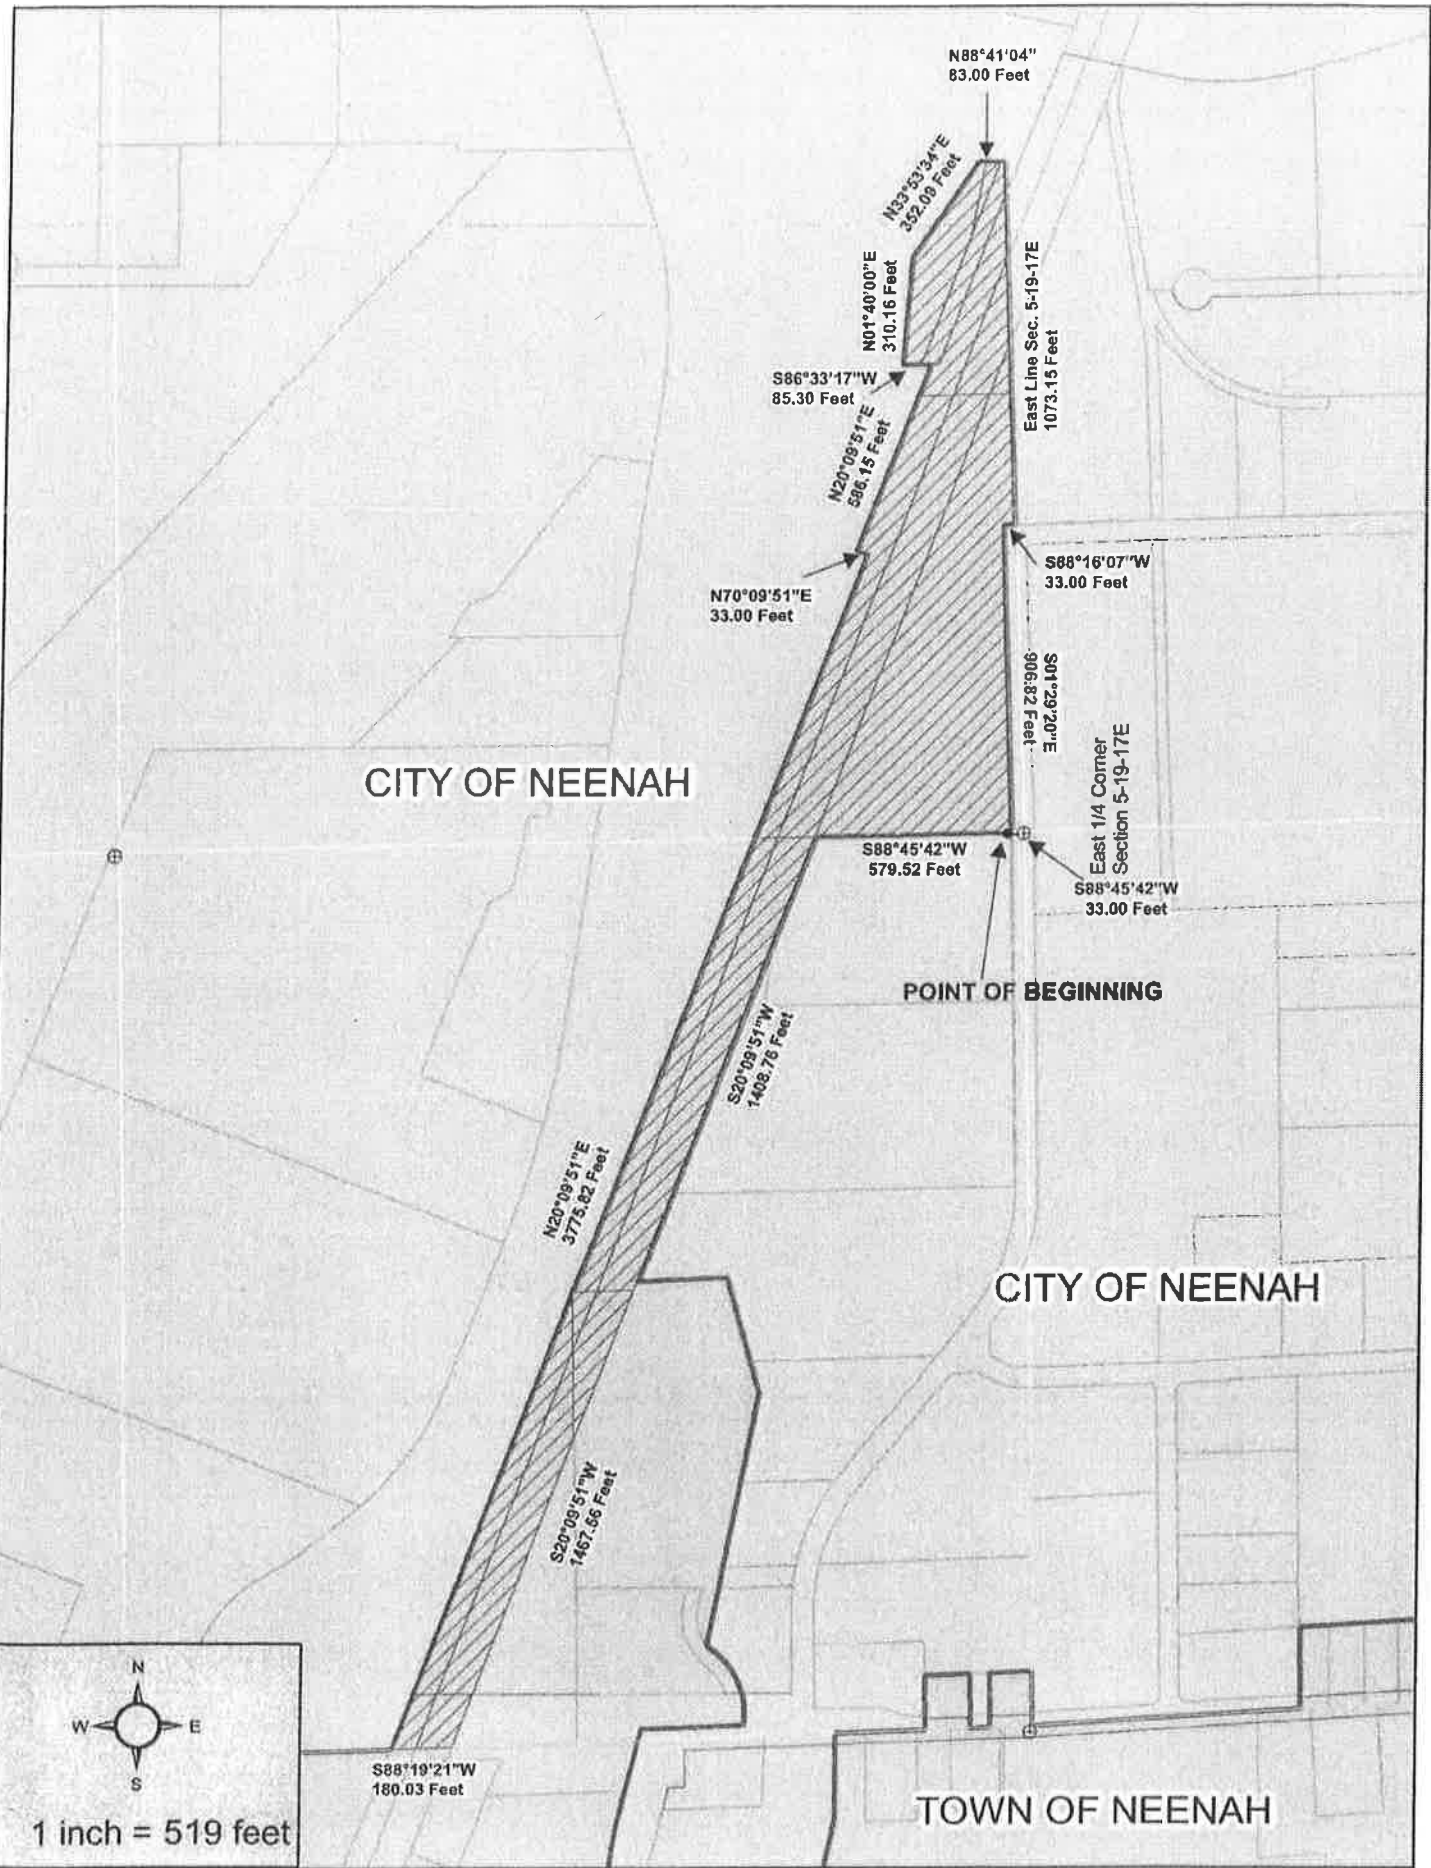 N88°41'04"
83.00 Feet
N33°53'34"E
352.09 Feet
N01°40'00"E
310.16 Feet
East Line Sec. 5-19-17E
1073.15 Feet
S86°33'17"W
85.30 Feet
N20°09'51"E
586.15 Feet
S88°16'07"W
33.00 Feet
N70°09'51"E
33.00 Feet
S01°29'20"E
906.82 Feet
CITY OF NEENAH
East 1/4 Corner
Section 5-19-17E
S88°45'42"W
579.52 Feet
S88°45'42"W
33.00 Feet
POINT OF BEGINNING
S20°09'51"W
1408.76 Feet
N20°09'51"E
3775.82 Feet
CITY OF NEENAH
S20°09'51"W
1467.56 Feet
N
W
E
S
S88°19'21"W
180.03 Feet
TOWN OF NEENAH
1 inch = 519 feet